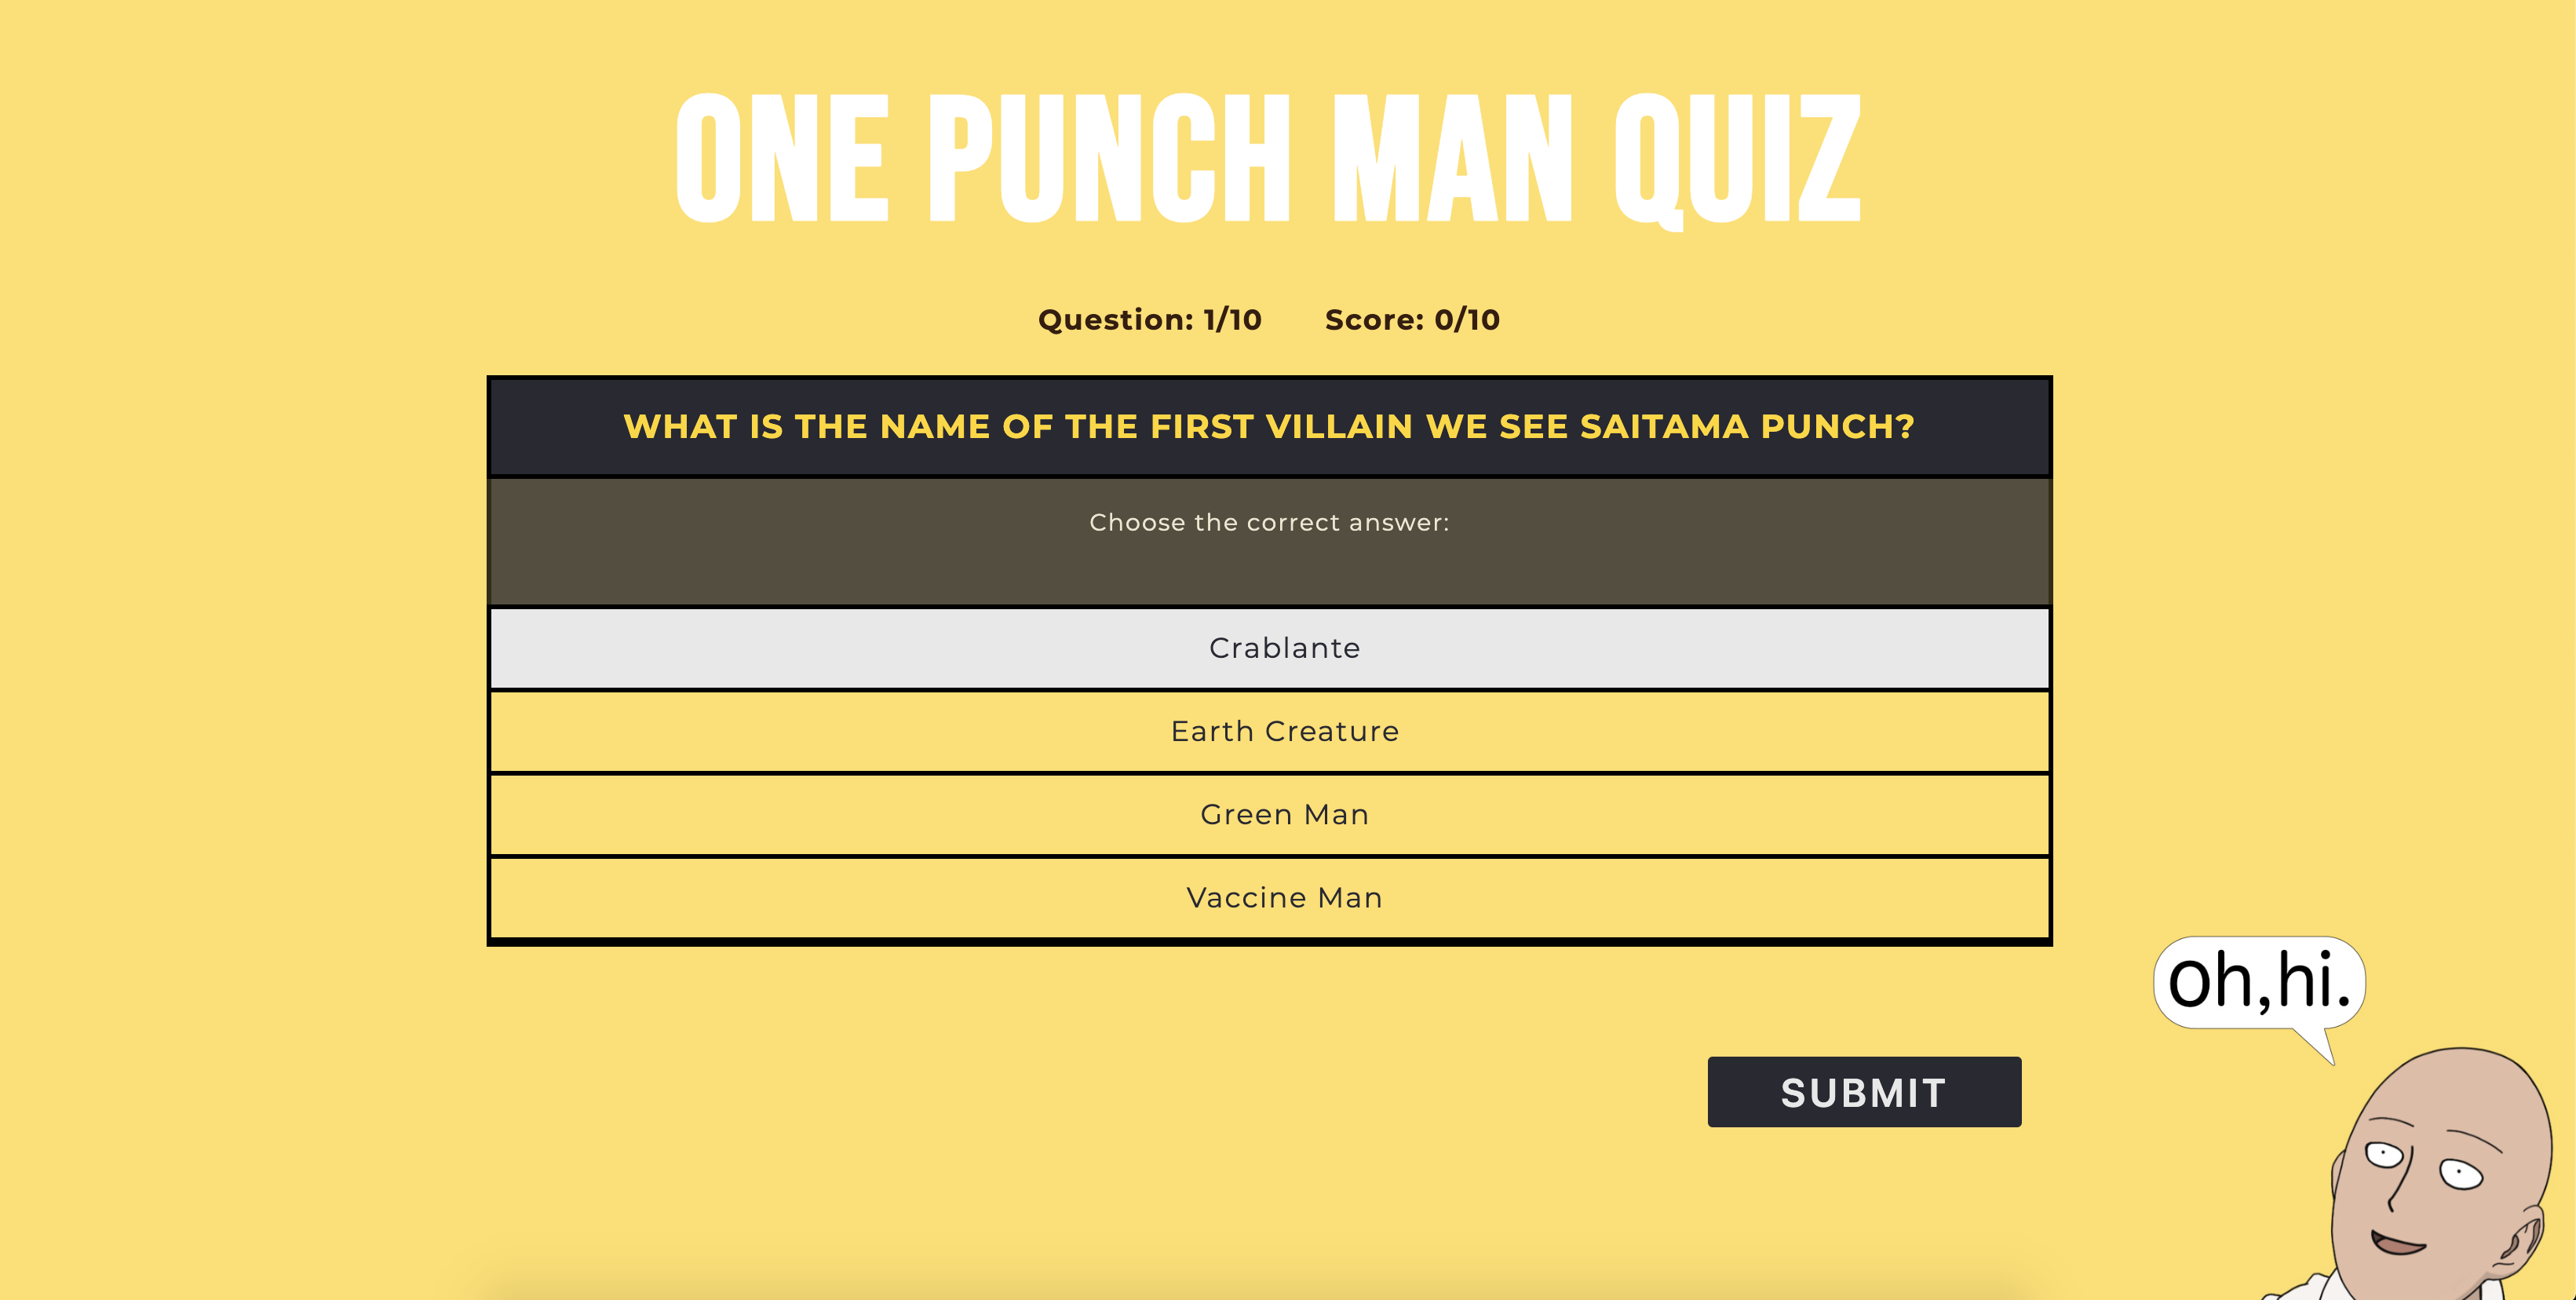 ONE PUNCH MAN QUIZ
Question: 1/10 Score: 0/10
WHAT IS THE NAME OF THE FIRST VILLAIN WE SEE SAITAMA PUNCH?
Choose the correct answer:
Crablante
Earth Creature
Green Man
Vaccine Man
oh,hi.
SUBMIT